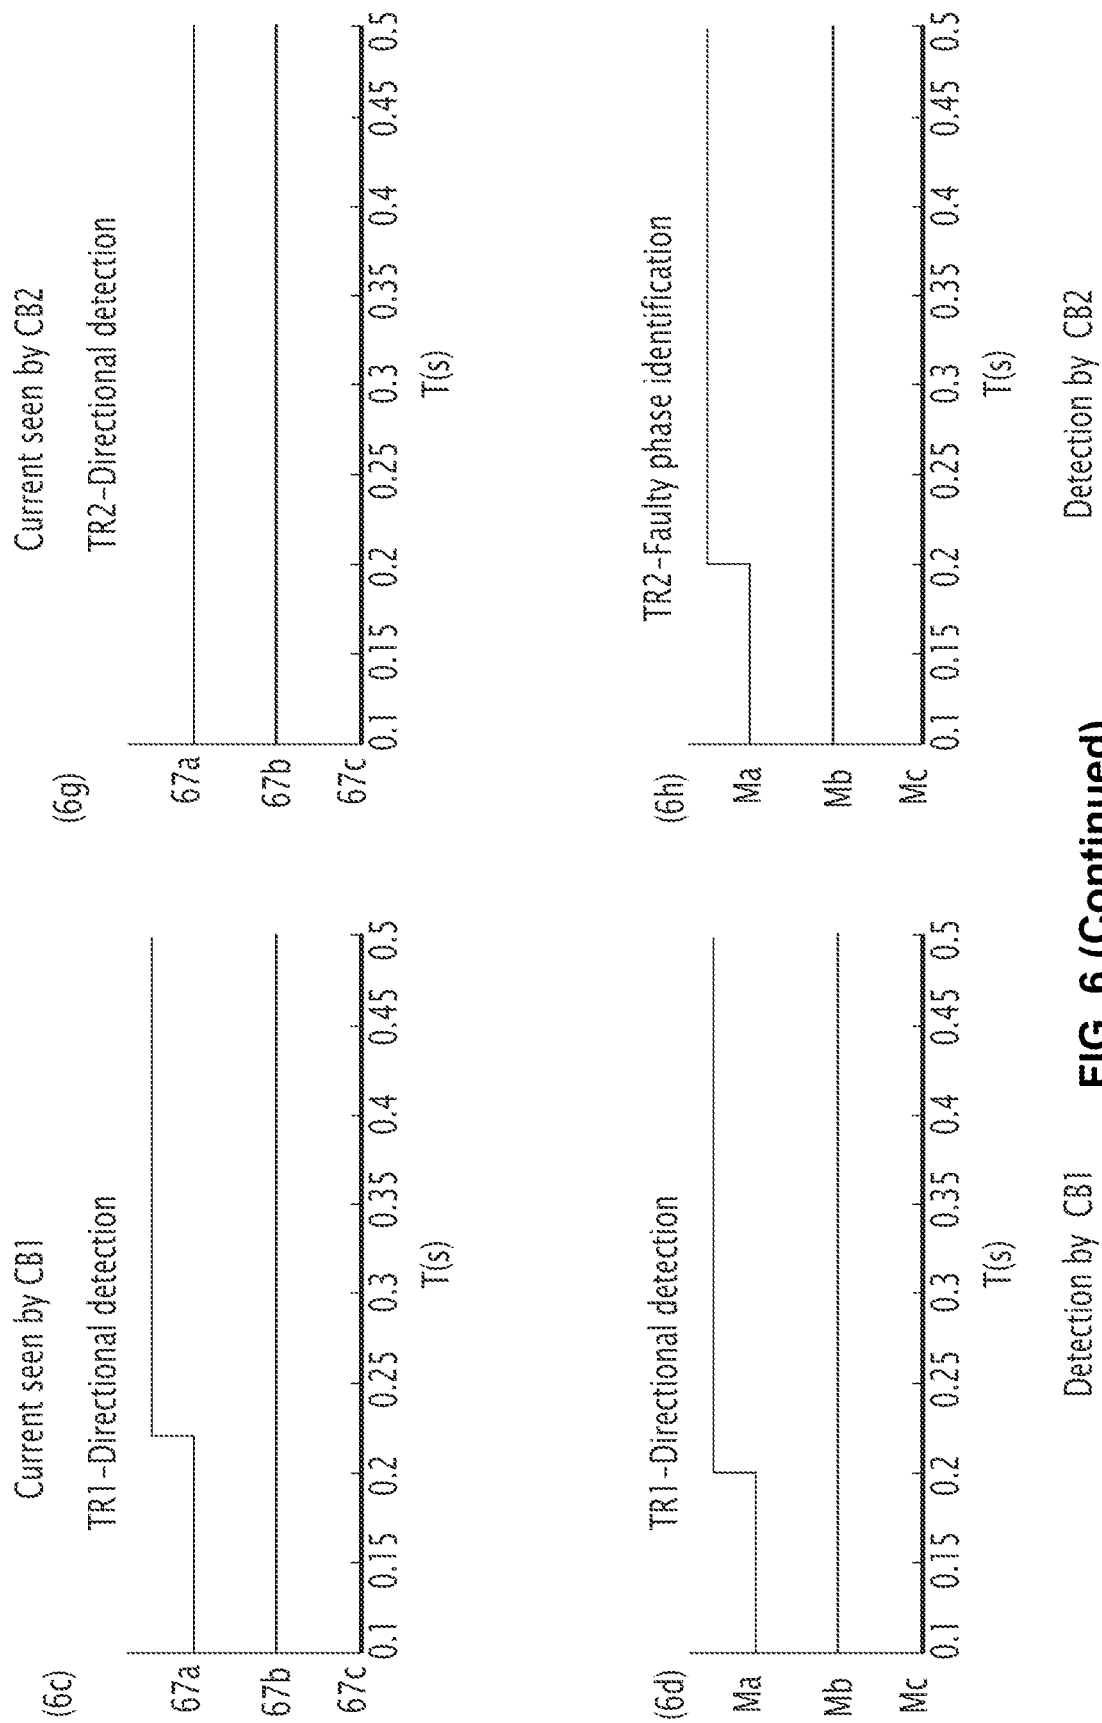 Current seen by CB1
(6c)
TR1-Directional detection
67a
67b
67c
0.1 0.15 0.2 0.25 0.3 0.35 0.4 0.45 0.5
T(s)
(6d)
TR1-Directional detection
Ma
Mb
Mc
0.1 0.15 0.2 0.25 0.3 0.35 0.4 0.45 0.5
T(s)
Detection by CB1
Current seen by CB2
(6g)
TR2-Directional detection
67a
67b
67c
0.1 0.15 0.2 0.25 0.3 0.35 0.4 0.45 0.5
T(s)
(6h)
TR2-Faulty phase identification
Ma
Mb
Mc
0.1 0.15 0.2 0.25 0.3 0.35 0.4 0.45 0.5
T(s)
Detection by CB2
FIG. 6 (Continued)